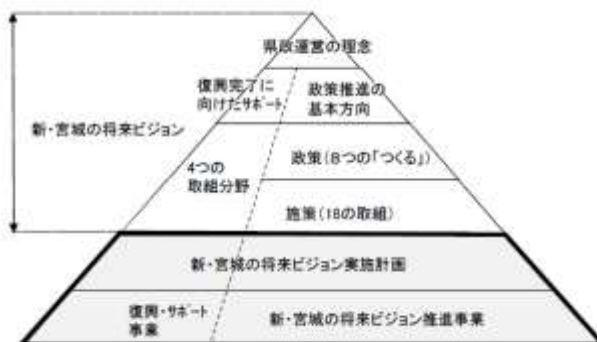 県政運営の理念
復興完了に
向けたサポート
政策推進の
基本方向
新・宮城の将来ビジョン
政策(8つの「つくる」)
4つの
取組分野
施策(18の取組)
新・宮城の将来ビジョン実施計画
復興・サポート
事業
新・宮城の将来ビジョン推進事業